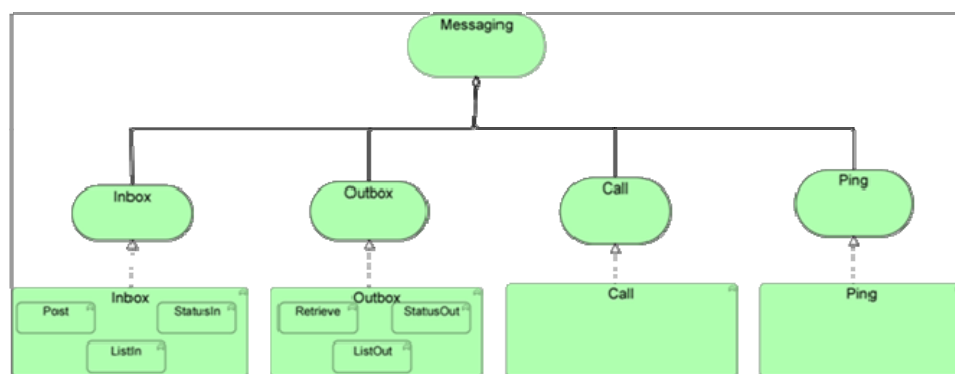 Messaging
Inbox
Outbox
Call
Ping
Inbox
Outbox
Call
Ping
Post
StatusIn
Retrieve
StatusOut
ListIn
ListOut